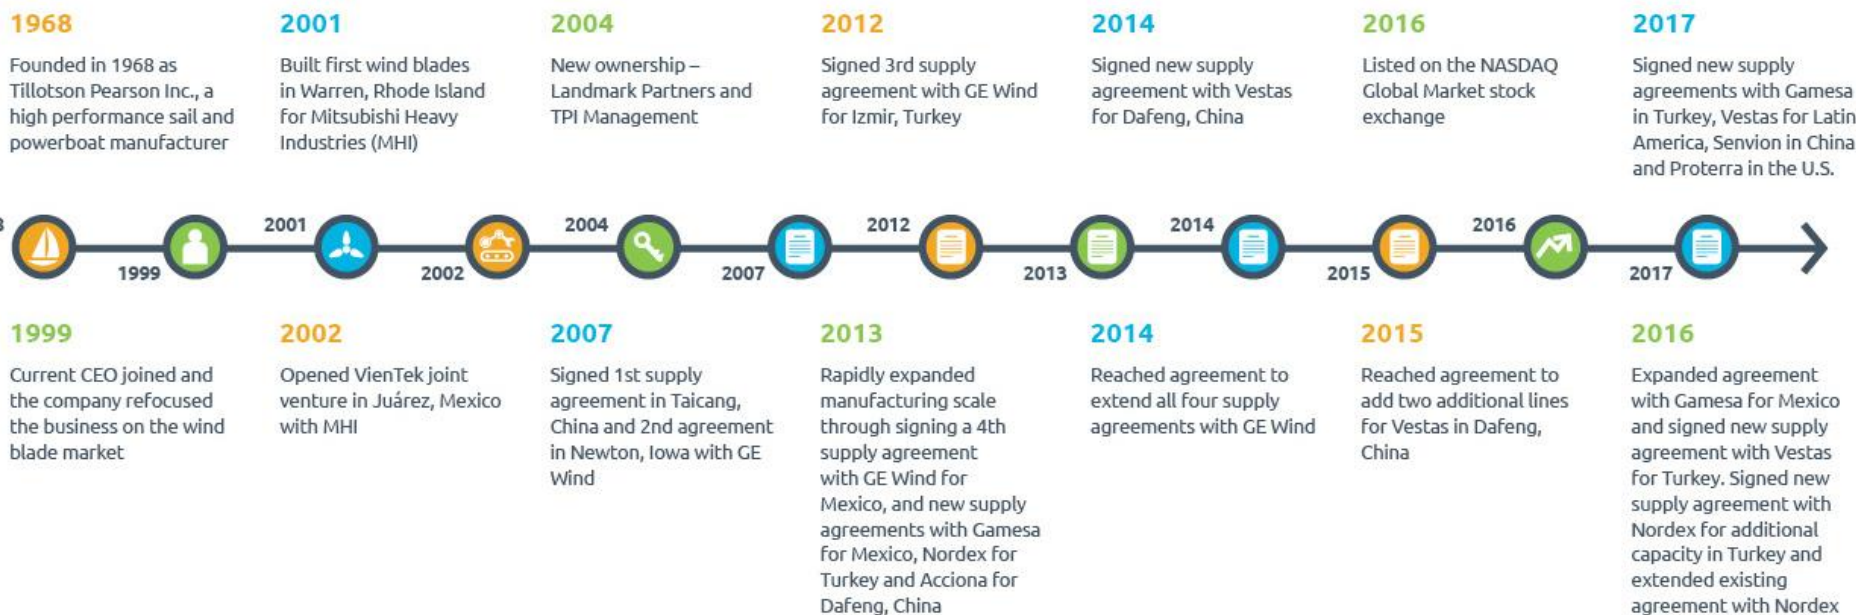 1968
Founded in 1968 as
Tillotson Pearson Inc., a
high performance sail and
powerboat manufacturer
2001
Built first wind blades
in Warren, Rhode Island
for Mitsubishi Heavy
Industries (MHI)
2004
New ownership –
Landmark Partners and
TPI Management
2012
Signed 3rd supply
agreement with GE Wind
for Izmir, Turkey
2014
Signed new supply
agreement with Vestas
for Dafeng, China
2016
Listed on the NASDAQ
Global Market stock
exchange
2017
Signed new supply
agreements with Gamesa
in Turkey, Vestas for Latin
America, Senvion in China
and Proterra in the U.S.
1999
2001
2002
2004
2007
2012
2013
2014
2015
2016
2017
1999
Current CEO joined and
the company refocused
the business on the wind
blade market
2002
Opened VienTek joint
venture in Juárez, Mexico
with MHI
2007
Signed 1st supply
agreement in Taicang,
China and 2nd agreement
in Newton, Iowa with GE
Wind
2013
Rapidly expanded
manufacturing scale
through signing a 4th
supply agreement
with GE Wind for
Mexico, and new supply
agreements with Gamesa
for Mexico, Nordex for
Turkey and Acciona for
Dafeng, China
2014
Reached agreement to
extend all four supply
agreements with GE Wind
2015
Reached agreement to
add two additional lines
for Vestas in Dafeng,
China
2016
Expanded agreement
with Gamesa for Mexico
and signed new supply
agreement with Vestas
for Turkey. Signed new
supply agreement with
Nordex for additional
capacity in Turkey and
extended existing
agreement with Nordex